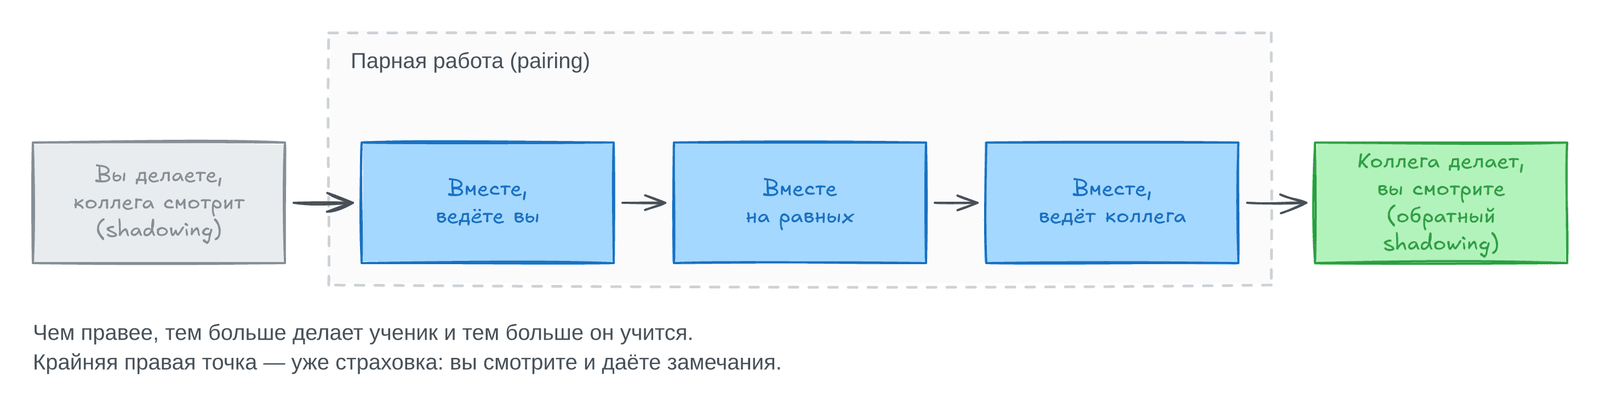 Парная работа (pairing)
Вы делаете,
коллега смотрит
(shadowing)
Вместе,
ведёте вы
Вместе
на равных
Вместе,
ведёт коллега
Коллега делает,
вы смотрите
(обратный
shadowing)
Чем правее, тем больше делает ученик и тем больше он учится.
Крайняя правая точка — уже страховка: вы смотрите и даёте замечания.